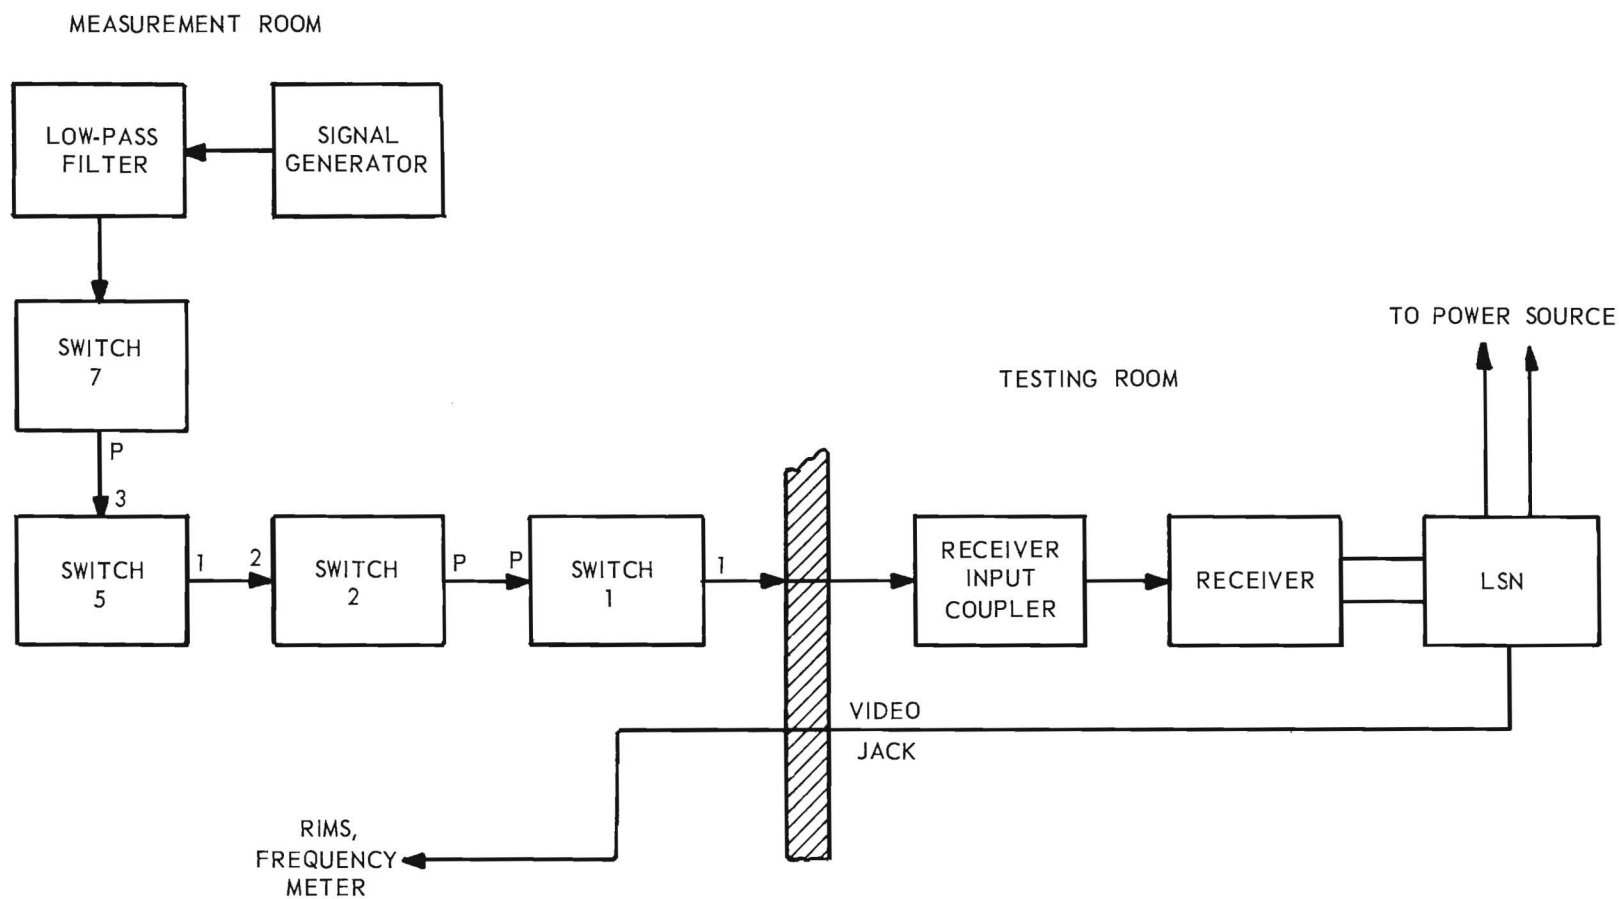 MEASUREMENT ROOM
LOW-PASS
FILTER
SIGNAL
GENERATOR
SWITCH
7
P
3
TO POWER SOURCE
TESTING ROOM
SWITCH
5
1
2
SWITCH
2
P
P
SWITCH
1
1
RECEIVER
INPUT
COUPLER
RECEIVER
LSN
VIDEO
JACK
RIMS,
FREQUENCY
METER